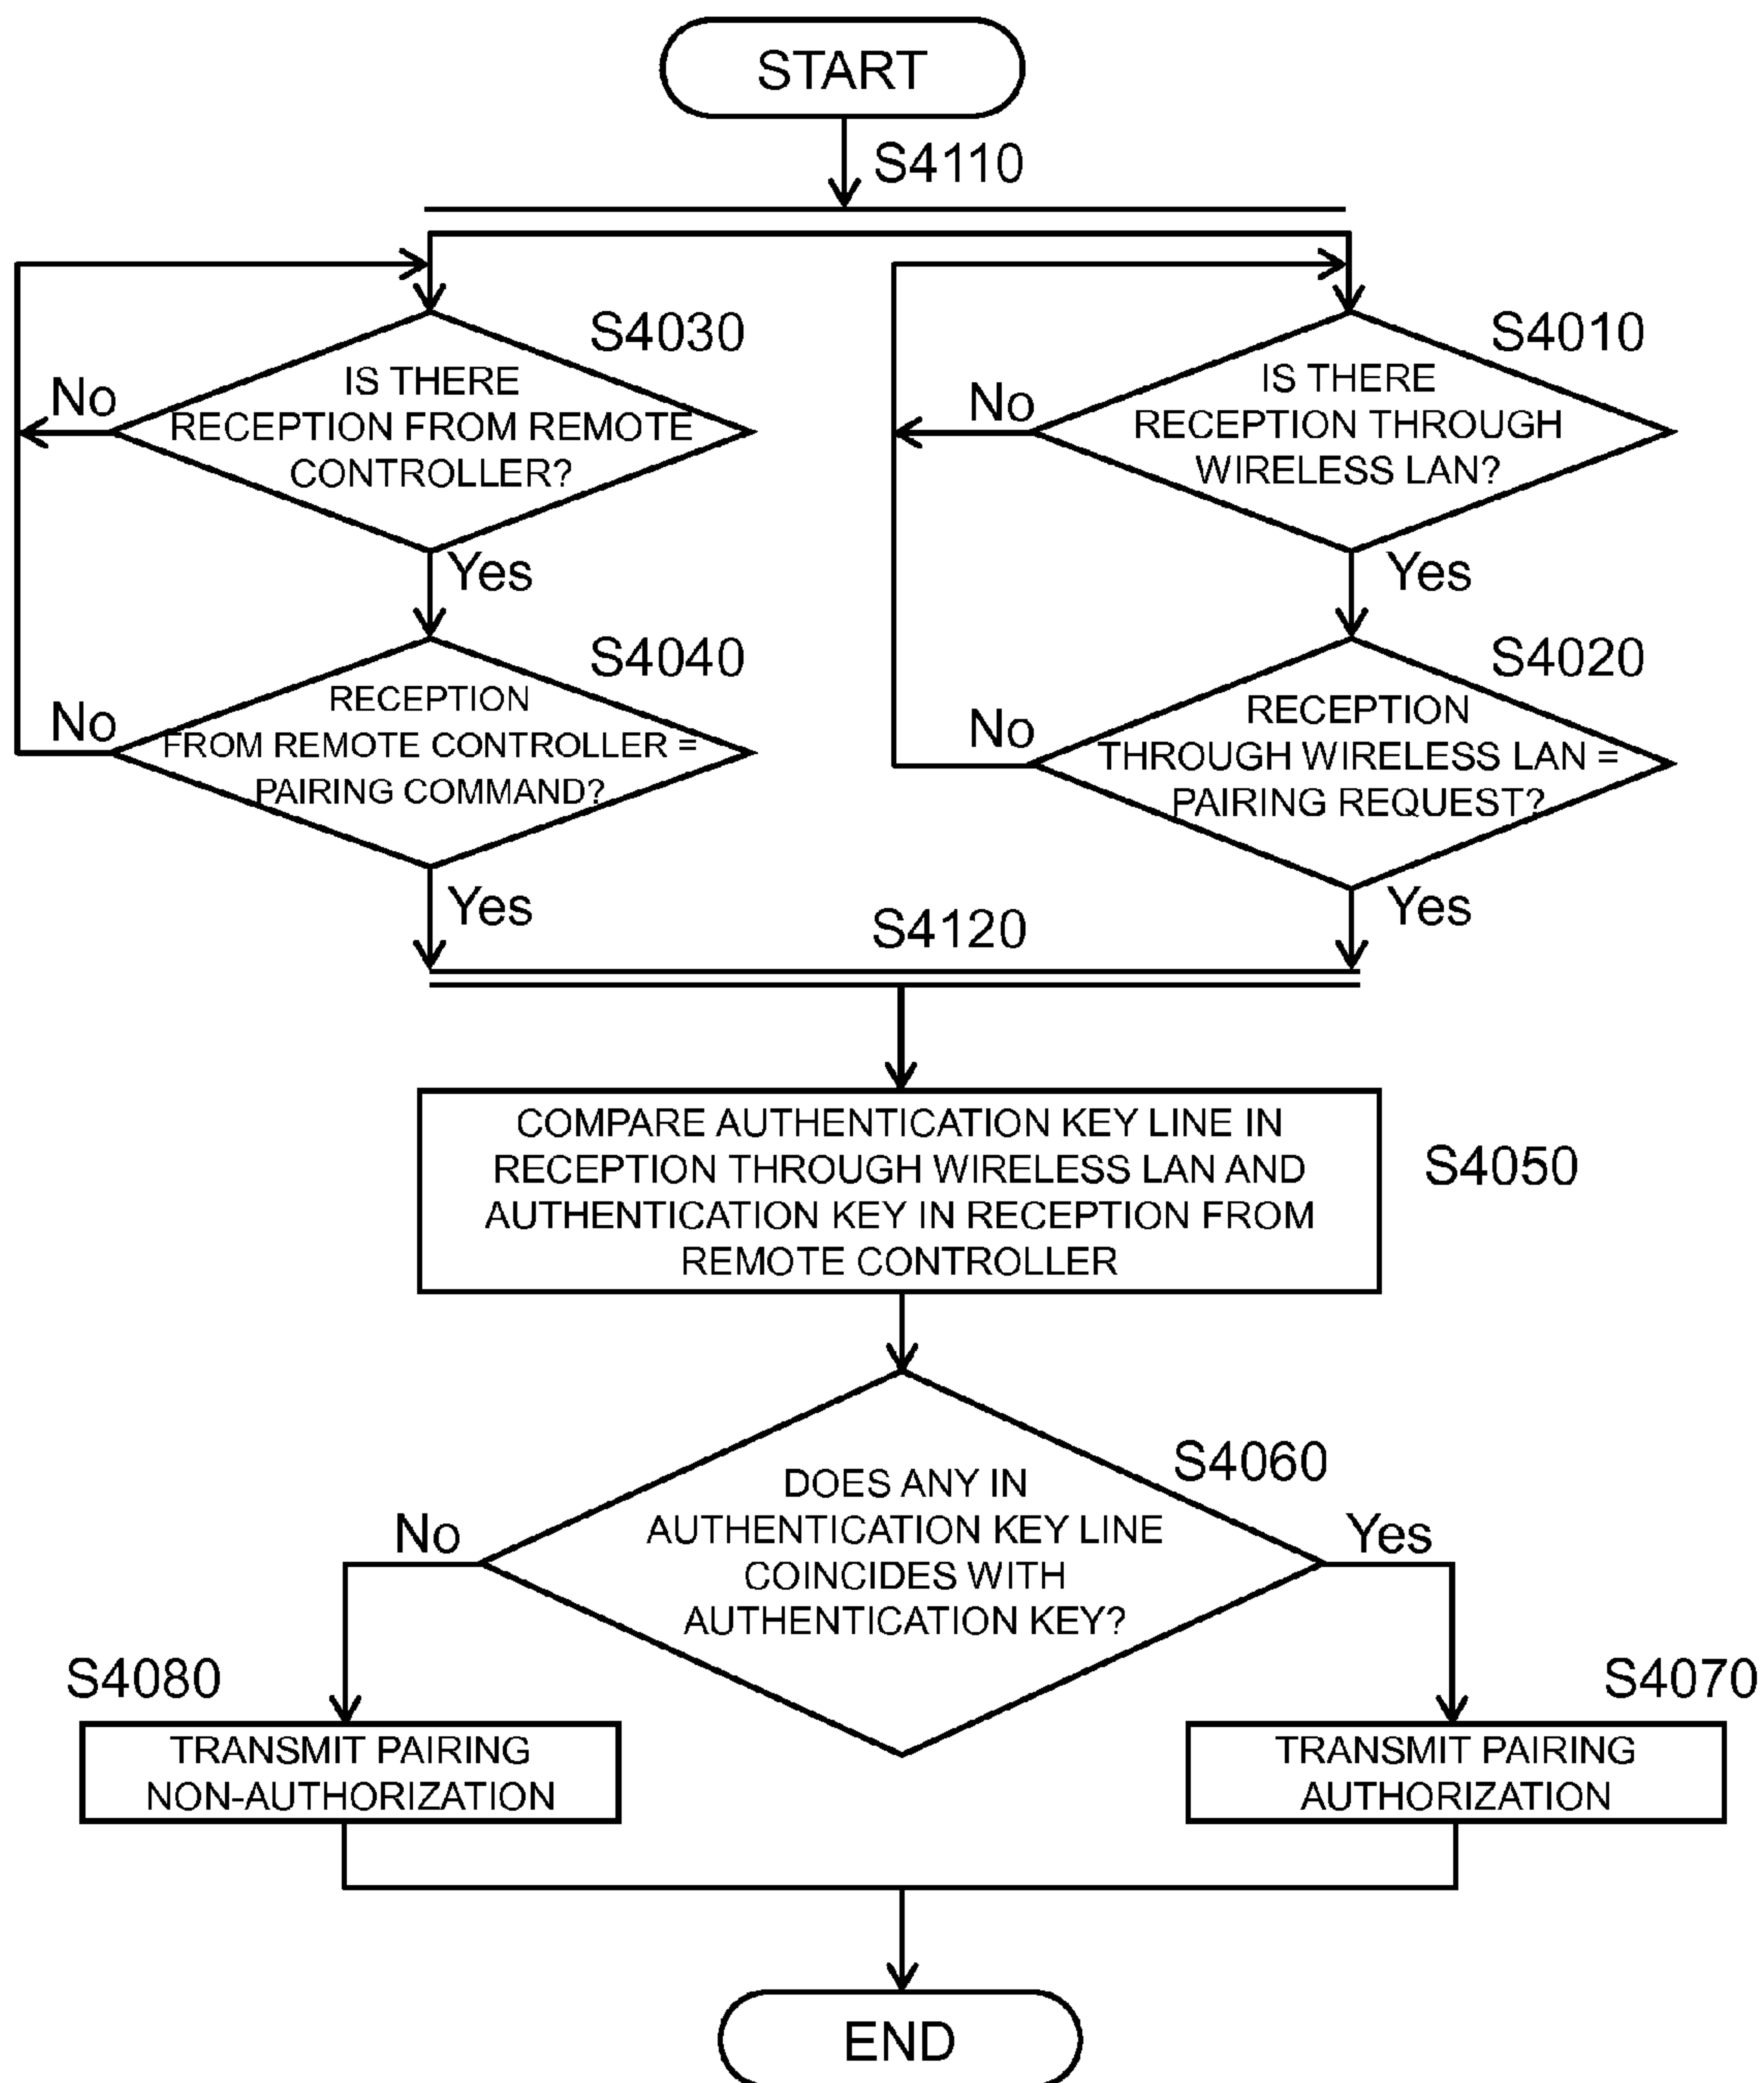 START
S4110
S4030
IS THERE
RECEPTION FROM REMOTE
CONTROLLER?
No
Yes
S4010
IS THERE
RECEPTION THROUGH
WIRELESS LAN?
No
Yes
S4040
RECEPTION
FROM REMOTE CONTROLLER =
PAIRING COMMAND?
No
Yes
S4020
RECEPTION
THROUGH WIRELESS LAN =
PAIRING REQUEST?
No
Yes
S4120
COMPARE AUTHENTICATION KEY LINE IN
RECEPTION THROUGH WIRELESS LAN AND
AUTHENTICATION KEY IN RECEPTION FROM
REMOTE CONTROLLER
S4050
S4060
DOES ANY IN
AUTHENTICATION KEY LINE
COINCIDES WITH
AUTHENTICATION KEY?
No
Yes
S4080
TRANSMIT PAIRING
NON-AUTHORIZATION
S4070
TRANSMIT PAIRING
AUTHORIZATION
END